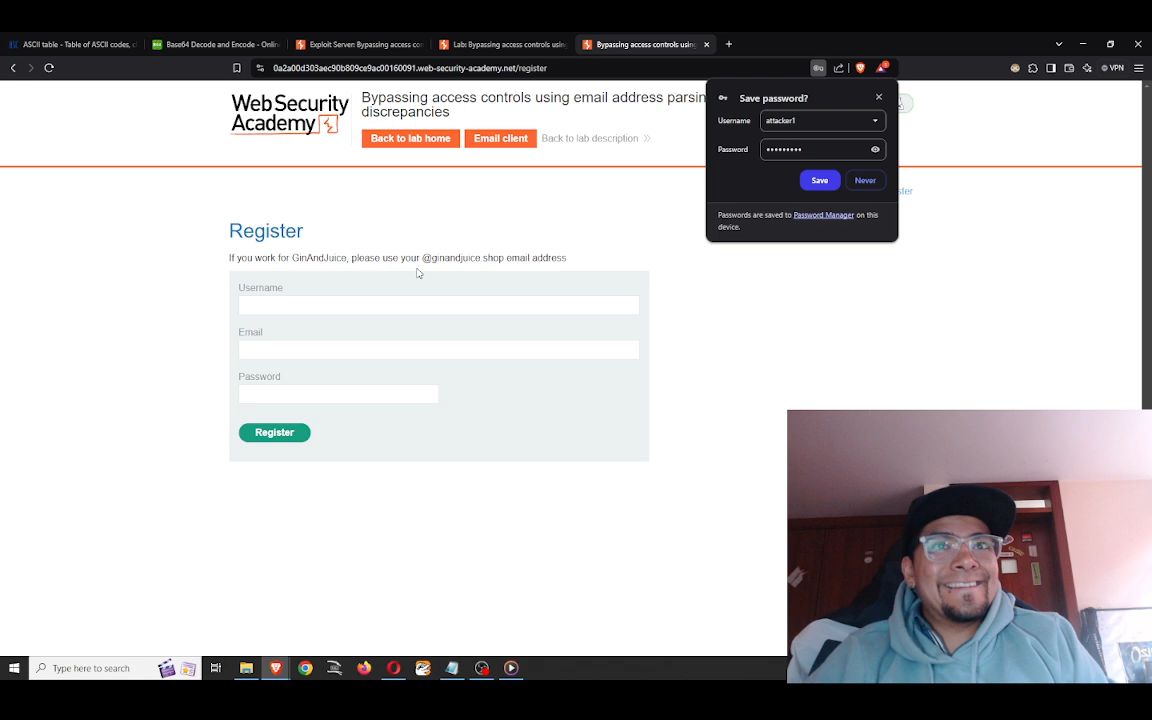 ASCII table - Table of ASCII codes, c
Base64 Decode and Encode - Onlin
Exploit Server: Bypassing access co
Lab: Bypassing access controls usin
Bypassing access controls usin
0a2a00d303aec90b809ce9ac00160091.web-security-academy.net/register
VPN
Web Security
Academy
Bypassing access controls using email address parsin
discrepancies
Back to lab home
Email client
Back to lab description
Save password?
Username
attacker1
Password
Save
Never
Passwords are saved to Password Manager on this
device.
ster
Register
If you work for GinAndJuice, please use your @ginandjuice.shop email address
Username
Email
Password
Register
Type here to search